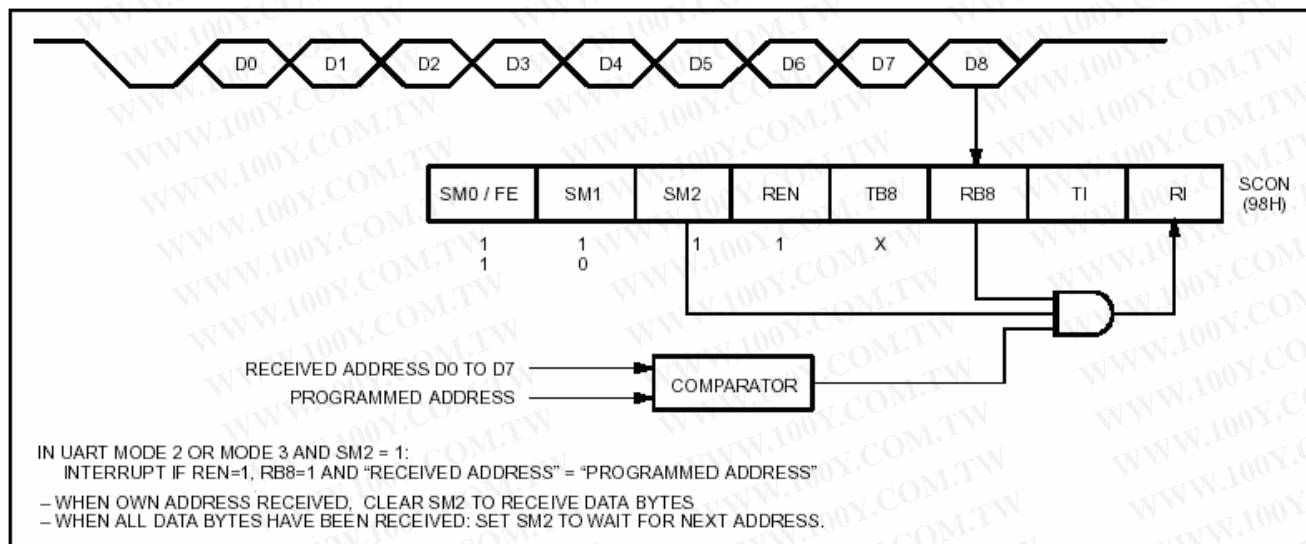 D0 D1 D2 D3 D4 D5 D6 D7 D8
SM0 / FE SM1 SM2 REN TB8 RB8 TI RI
SCON
(98H)
1 1 1 1 X
1 0
RECEIVED ADDRESS D0 TO D7
PROGRAMMED ADDRESS
COMPARATOR
IN UART MODE 2 OR MODE 3 AND SM2 = 1:
INTERRUPT IF REN=1, RB8=1 AND “RECEIVED ADDRESS” = “PROGRAMMED ADDRESS”
– WHEN OWN ADDRESS RECEIVED, CLEAR SM2 TO RECEIVE DATA BYTES
– WHEN ALL DATA BYTES HAVE BEEN RECEIVED: SET SM2 TO WAIT FOR NEXT ADDRESS.
WWW.100Y.COM.TW